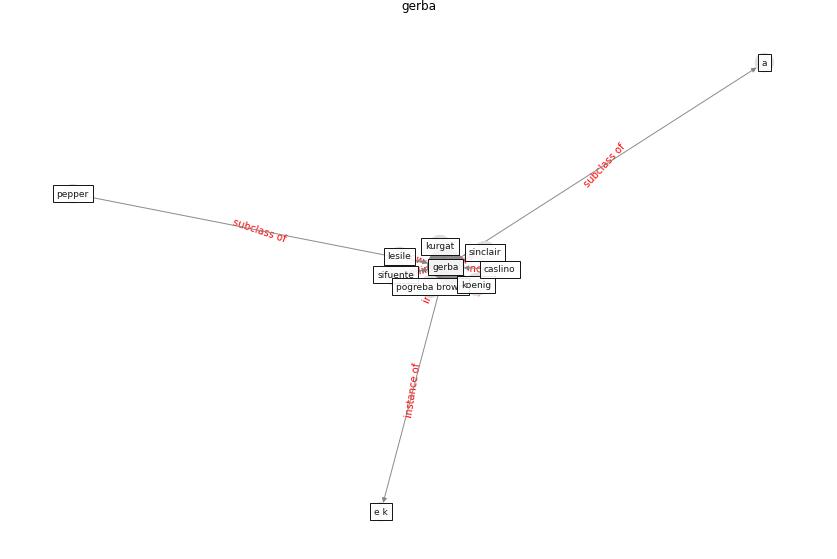 gerba
a
subclass of
pepper
subclass of
kurgat
sinclair
lesile
gerba
caslino
sifuente
koenig
pogreba brow
instance of
e k